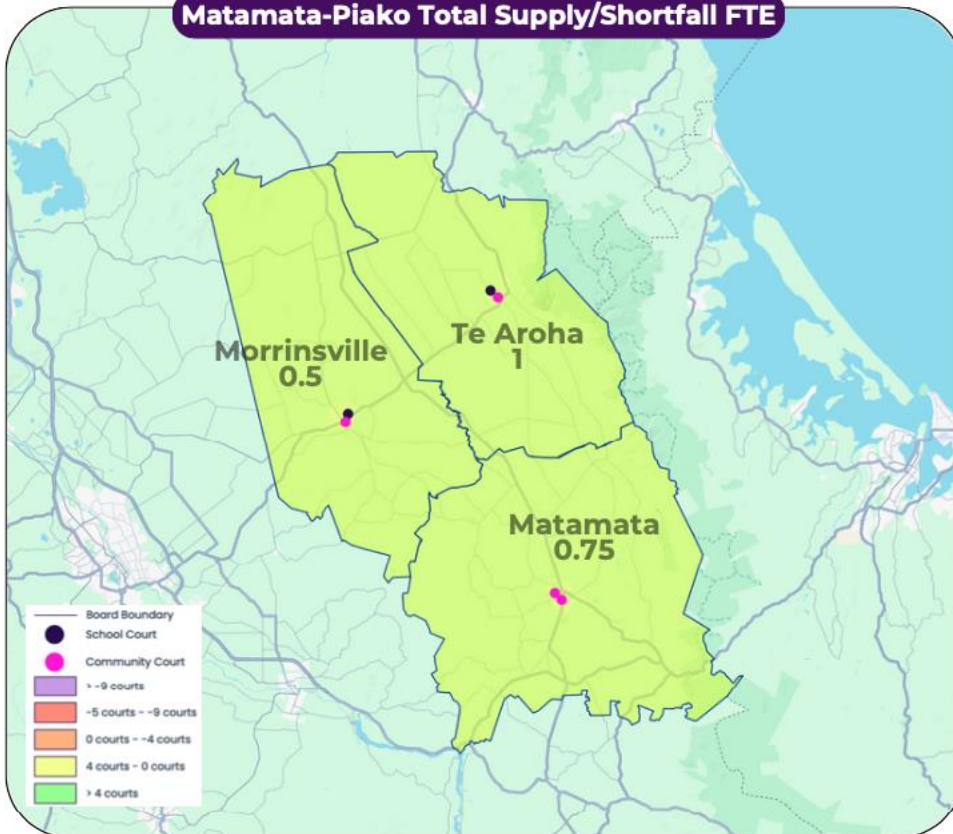 Matamata-Piako Total Supply/Shortfall FTE
Te Aroha
1
Morrinsville
0.5
Matamata
0.75
Board Boundary
School Court
Community Court
> -9 courts
-5 courts - -9 courts
0 courts - -4 courts
4 courts - 0 courts
> 4 courts